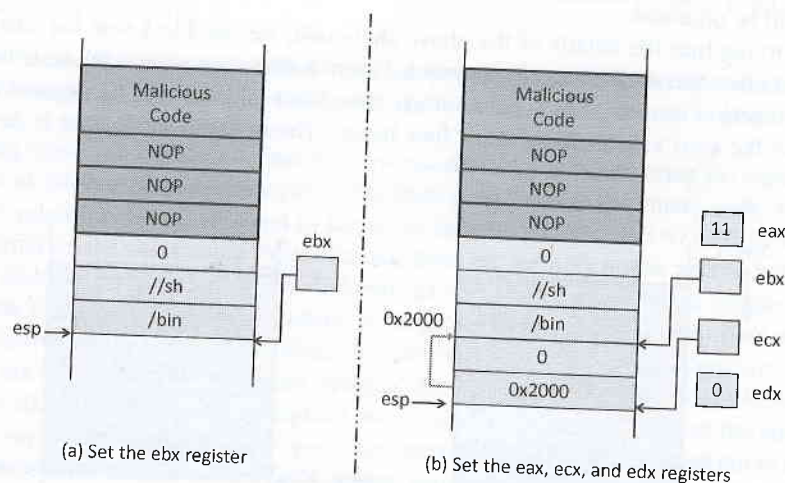 Malicious
Code
NOP
NOP
NOP
0
//sh
/bin
ebx
esp
(a) Set the ebx register
Malicious
Code
NOP
NOP
NOP
0
//sh
/bin
0
0x2000
0x2000
esp
11 eax
ebx
ecx
0 edx
(b) Set the eax, ecx, and edx registers